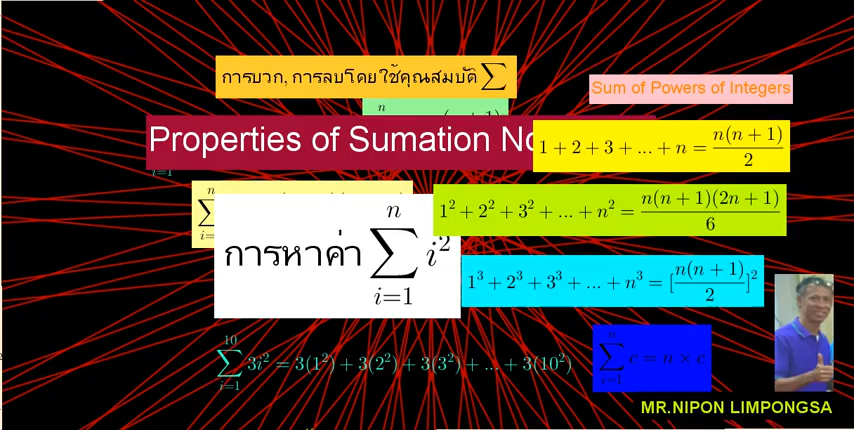 การบวก, การลบโดยใช้คุณสมบัติ ∑
Sum of Powers of Integers
Properties of Sumation
1 + 2 + 3 + ... + n = n(n + 1)/2
1² + 2² + 3² + ... + n² = n(n + 1)(2n + 1)/6
การหาค่า ∑_{i=1}^{n} i²
1³ + 2³ + 3³ + ... + n³ = [n(n + 1)/2]²
∑_{i=1}^{10} 3i² = 3(1²) + 3(2²) + 3(3²) + ... + 3(10²)
∑_{i=1}^{n} c = n × c
MR.NIPON LIMPONGSA